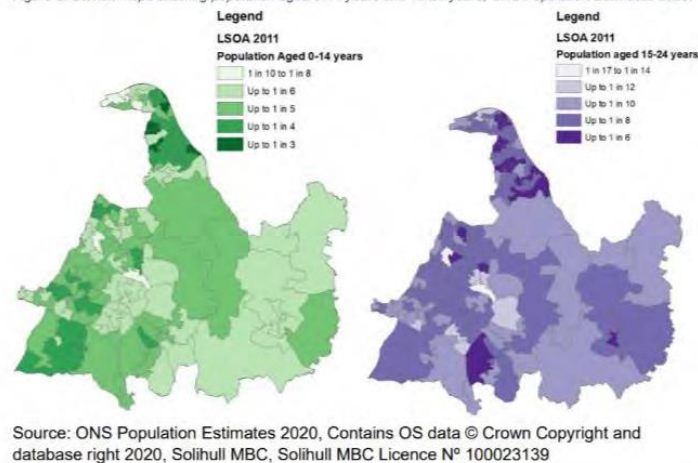 Legend
LSOA 2011
Population Aged 0-14 years
1 in 10 to 1 in 8
Up to 1 in 6
Up to 1 in 5
Up to 1 in 4
Up to 1 in 3
Legend
LSOA 2011
Population aged 15-24 years
1 in 17 to 1 in 14
Up to 1 in 12
Up to 1 in 10
Up to 1 in 8
Up to 1 in 6
Source: ONS Population Estimates 2020, Contains OS data © Crown Copyright and
database right 2020, Solihull MBC, Solihull MBC Licence Nº 100023139